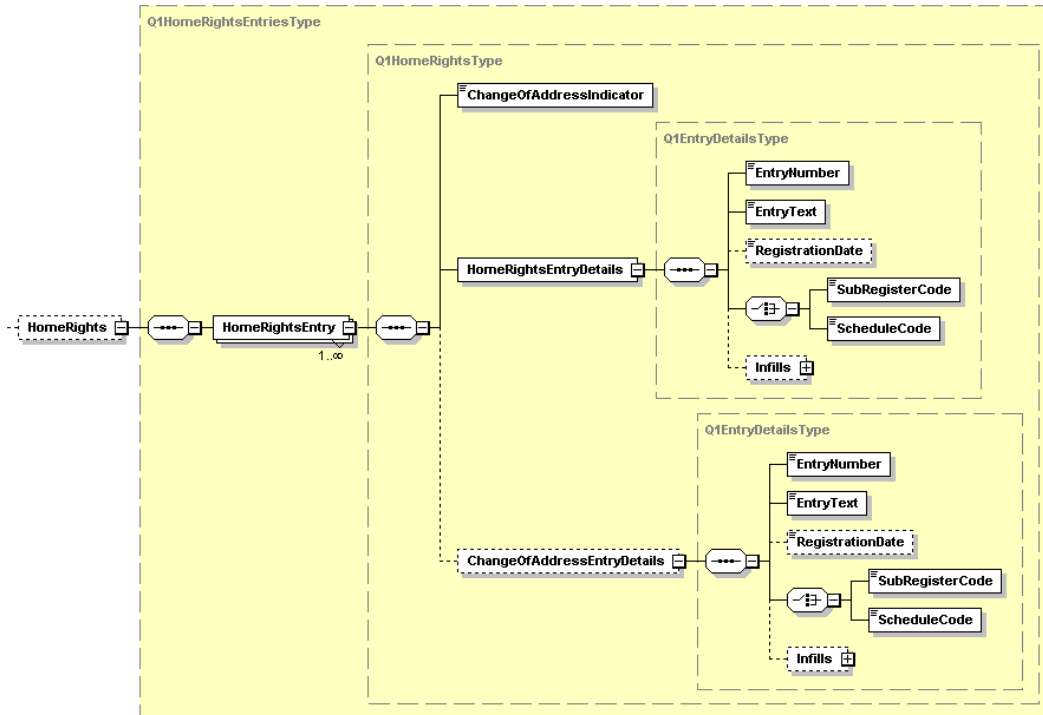 Q1HomeRightsEntriesType
Q1HomeRightsType
ChangeOfAddressIndicator
Q1EntryDetailsType
EntryNumber
EntryText
RegistrationDate
HomeRightsEntryDetails
SubRegisterCode
ScheduleCode
HomeRights
HomeRightsEntry
1..∞
Infills
Q1EntryDetailsType
EntryNumber
EntryText
RegistrationDate
ChangeOfAddressEntryDetails
SubRegisterCode
ScheduleCode
Infills